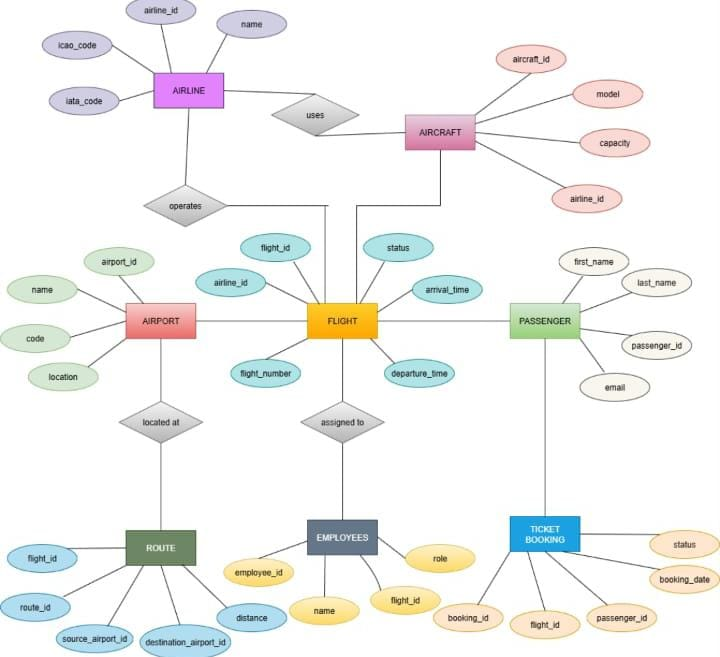 airline_id
name
icao_code
iata_code
AIRLINE
uses
aircraft_id
model
AIRCRAFT
capacity
airline_id
operates
flight_id
status
airline_id
arrival_time
FLIGHT
flight_number
departure_time
airport_id
name
AIRPORT
code
location
first_name
last_name
PASSENGER
passenger_id
email
located at
assigned to
ROUTE
flight_id
route_id
source_airport_id
destination_airport_id
distance
EMPLOYEES
employee_id
name
flight_id
role
TICKET
BOOKING
status
booking_date
booking_id
flight_id
passenger_id